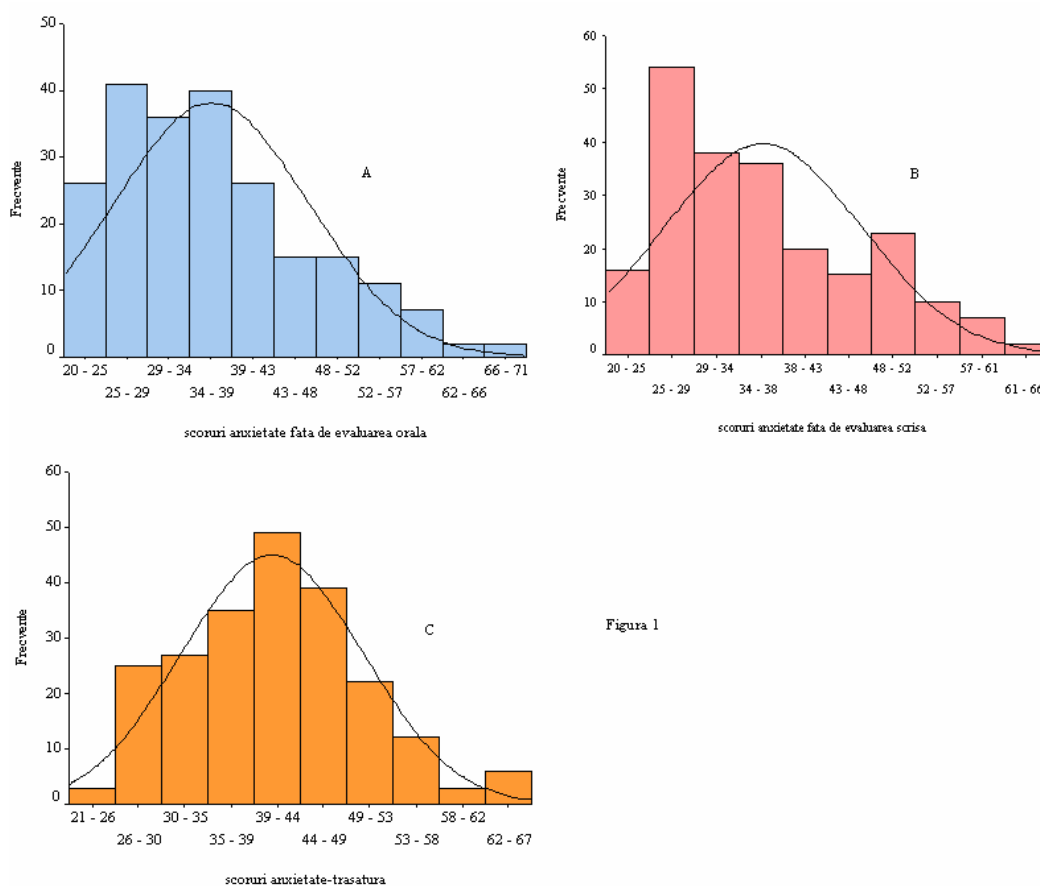 50
40
30
20
10
0
Frecvente
A
20 - 25 29 - 34 39 - 43 48 - 52 57 - 62 66 - 71
25 - 29 34 - 39 43 - 48 52 - 57 62 - 66
scoruri anxietate fata de evaluarea orala
60
50
40
30
20
10
0
Frecvente
B
20 - 25 29 - 34 38 - 43 48 - 52 57 - 61
25 - 29 34 - 38 43 - 48 52 - 57 61 - 66
scoruri anxietate fata de evaluarea scrisa
60
50
40
30
20
10
0
Frecvente
C
21 - 26 30 - 35 39 - 44 49 - 53 58 - 62
26 - 30 35 - 39 44 - 49 53 - 58 62 - 67
scoruri anxietate-trasatura
Figura 1